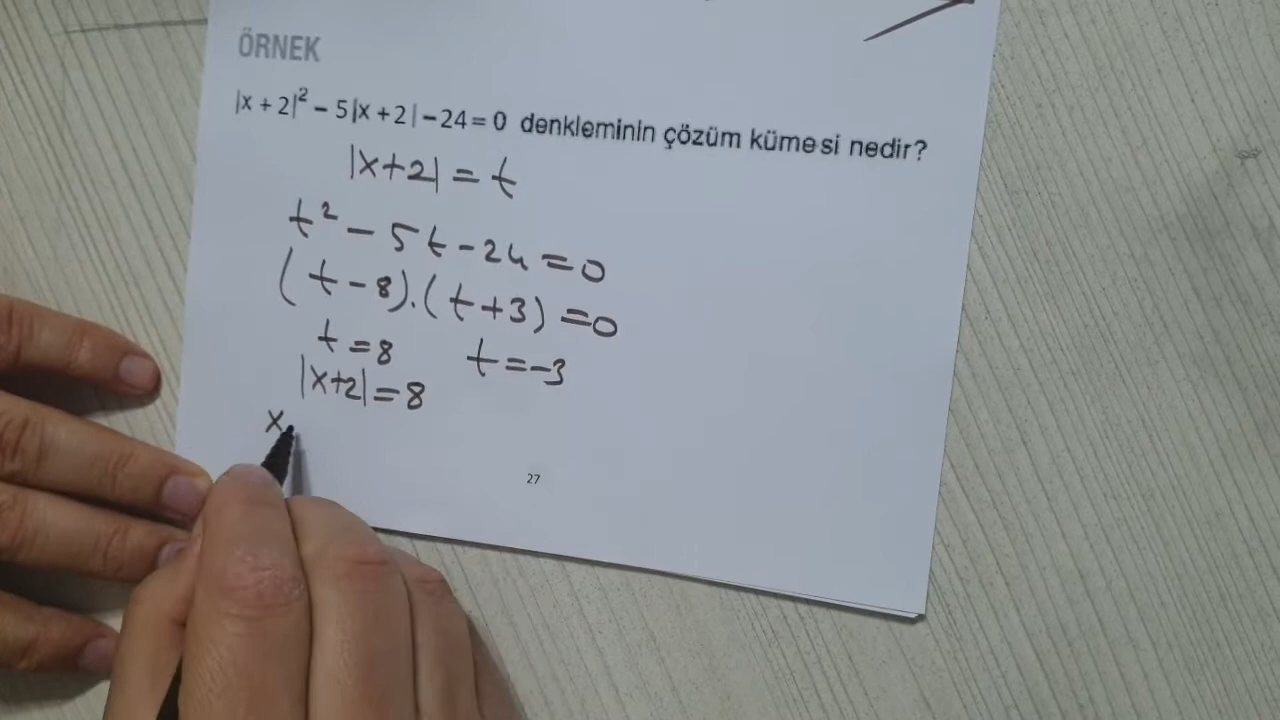 ÖRNEK
|x + 2|² – 5|x + 2| – 24 = 0 denkleminin çözüm kümesi nedir?
|x+2| = t
t² – 5t – 24 = 0
(t – 8).(t + 3) = 0
t = 8 t = –3
|x+2| = 8
x
27